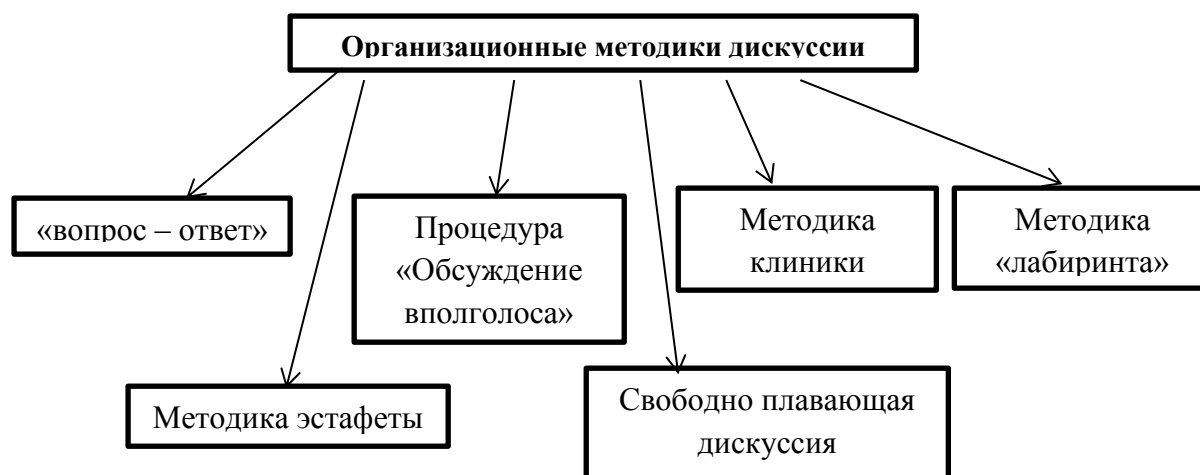 Организационные методики дискуссии
«вопрос – ответ»
Процедура
«Обсуждение
вполголоса»
Методика
клиники
Методика
«лабиринта»
Методика эстафеты
Свободно плавающая
дискуссия